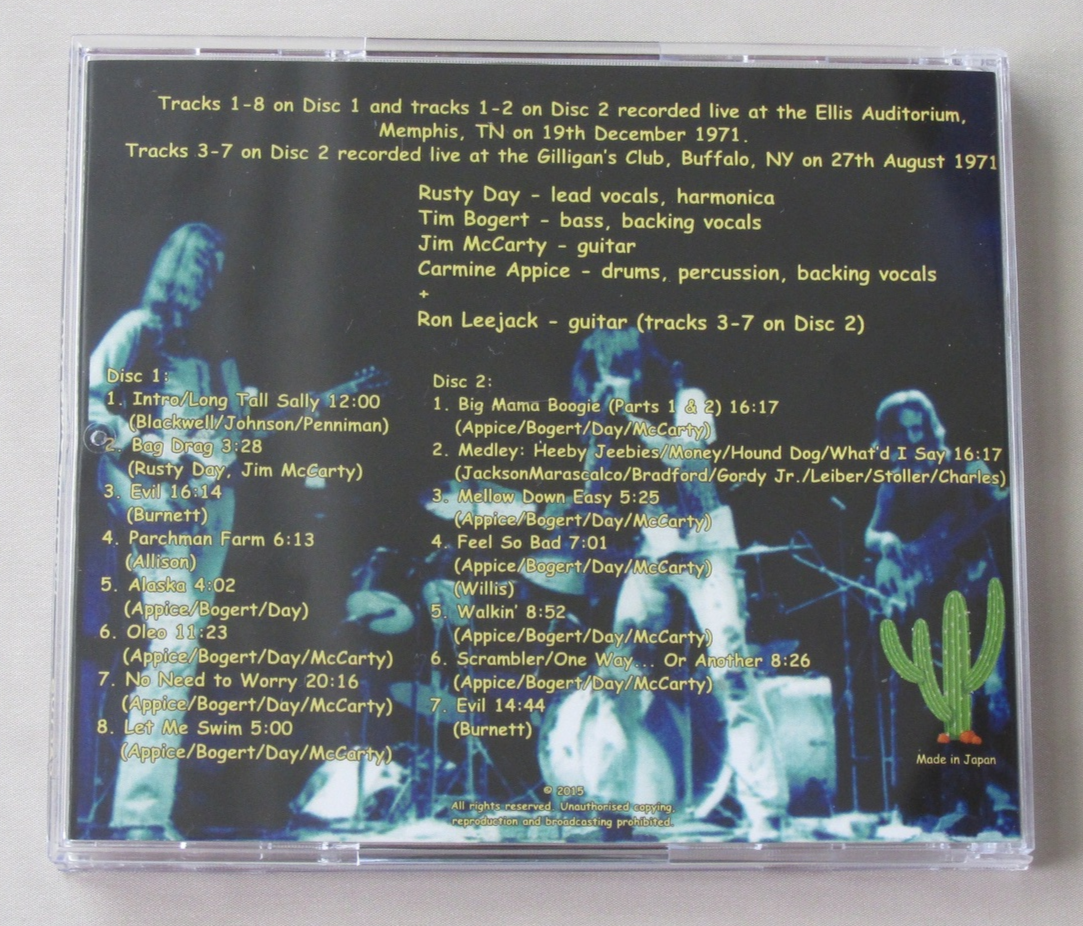 Tracks 1-8 on Disc 1 and tracks 1-2 on Disc 2 recorded live at the Ellis Auditorium,
Memphis, TN on 19th December 1971.
Tracks 3-7 on Disc 2 recorded live at the Gilligan's Club, Buffalo, NY on 27th August 1971
Rusty Day - lead vocals, harmonica
Tim Bogert - bass, backing vocals
Jim McCarty - guitar
Carmine Appice - drums, percussion, backing vocals
+
Ron Leejack - guitar (tracks 3-7 on Disc 2)
Disc 1:
1. Intro/Long Tall Sally 12:00
(Blackwell/Johnson/Penniman)
2. Bag Drag 3:28
(Rusty Day, Jim McCarty)
3. Evil 16:14
(Burnett)
4. Parchman Farm 6:13
(Allison)
5. Alaska 4:02
(Appice/Bogert/Day)
6. Oleo 11:23
(Appice/Bogert/Day/McCarty)
7. No Need to Worry 20:16
(Appice/Bogert/Day/McCarty)
8. Let Me Swim 5:00
(Appice/Bogert/Day/McCarty)
Disc 2:
1. Big Mama Boogie (Parts 1 & 2) 16:17
(Appice/Bogert/Day/McCarty)
2. Medley: Heeby Jeebies/Money/Hound Dog/What'd I Say 16:17
(JacksonMarascalco/Bradford/Gordy Jr./Leiber/Stoller/Charles)
3. Mellow Down Easy 5:25
(Appice/Bogert/Day/McCarty)
4. Feel So Bad 7:01
(Appice/Bogert/Day/McCarty)
(Willis)
5. Walkin' 8:52
(Appice/Bogert/Day/McCarty)
6. Scrambler/One Way... Or Another 8:26
(Appice/Bogert/Day/McCarty)
7. Evil 14:44
(Burnett)
Made in Japan
© 2015
All rights reserved. Unauthorised copying,
reproduction and broadcasting prohibited.